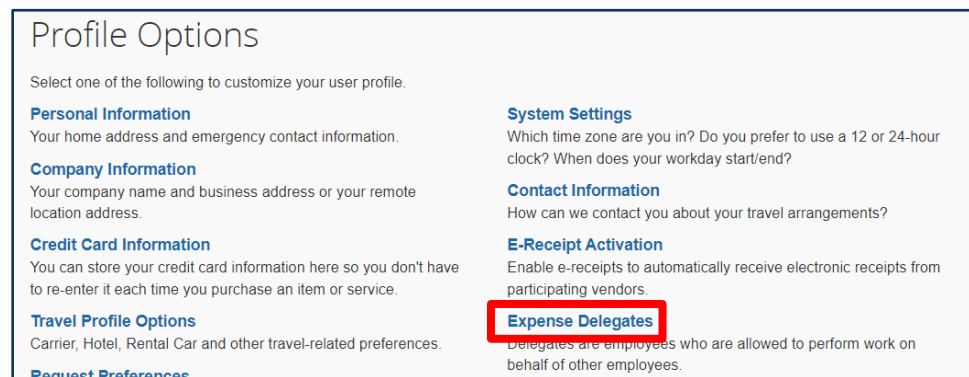 Profile Options
Select one of the following to customize your user profile.
Personal Information
Your home address and emergency contact information.
Company Information
Your company name and business address or your remote
location address.
Credit Card Information
You can store your credit card information here so you don't have
to re-enter it each time you purchase an item or service.
Travel Profile Options
Carrier, Hotel, Rental Car and other travel-related preferences.
Request Preferences
System Settings
Which time zone are you in? Do you prefer to use a 12 or 24-hour
clock? When does your workday start/end?
Contact Information
How can we contact you about your travel arrangements?
E-Receipt Activation
Enable e-receipts to automatically receive electronic receipts from
participating vendors.
Expense Delegates
Delegates are employees who are allowed to perform work on
behalf of other employees.